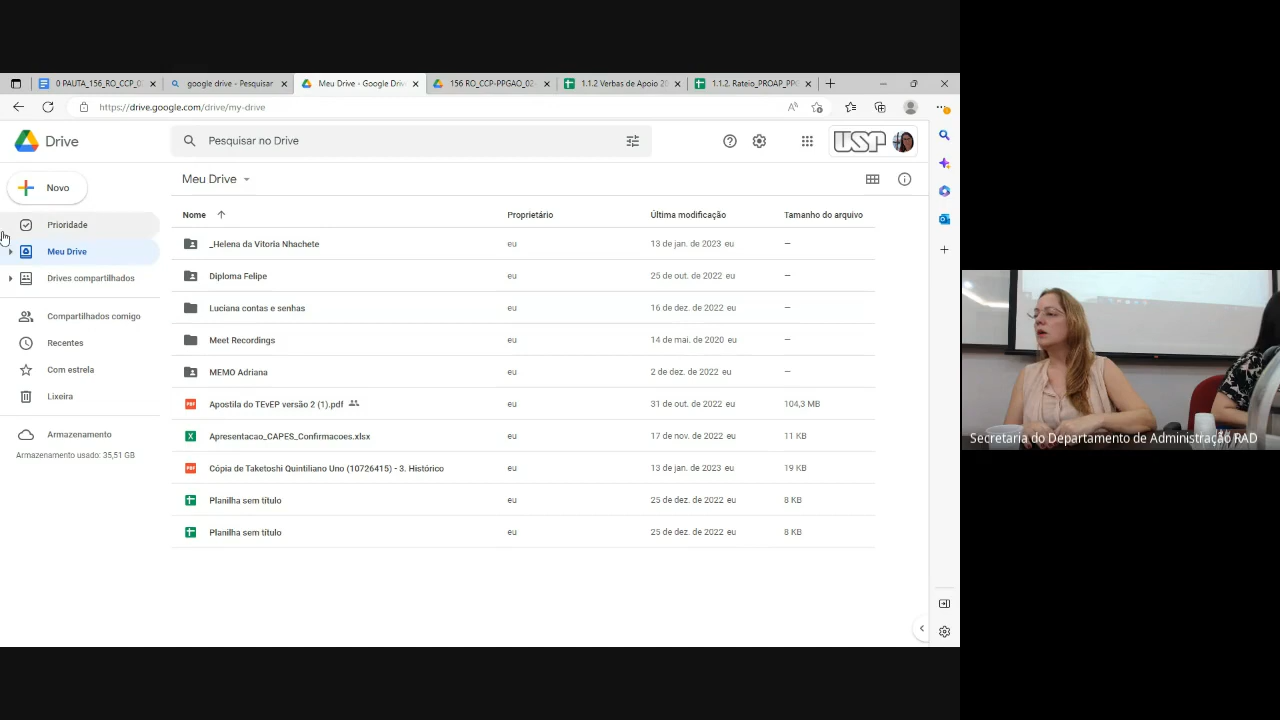 0 PAUTA_156_RO_CCP_0
google drive - Pesquisar
Meu Drive - Google Driv
156 RO_CCP-PPGAO_02
1.1.2 Verbas de Apoio 20
1.1.2. Rateio_PROAP_PPG
https://drive.google.com/drive/my-drive
Drive
Pesquisar no Drive
USP
Novo
Meu Drive
Prioridade
Meu Drive
Drives compartilhados
Compartilhados comigo
Recentes
Com estrela
Lixeira
Armazenamento
Armazenamento usado: 35,51 GB
Nome Proprietário Última modificação Tamanho do arquivo
_Helena da Vitoria Nhachete eu 13 de jan. de 2023 eu —
Diploma Felipe eu 25 de out. de 2022 eu —
Luciana contas e senhas eu 16 de dez. de 2022 eu —
Meet Recordings eu 14 de mai. de 2020 eu —
MEMO Adriana eu 2 de dez. de 2022 eu —
Apostila do TEvEP versão 2 (1).pdf eu 31 de out. de 2022 eu 104,3 MB
Apresentacao_CAPES_Confirmacoes.xlsx eu 17 de nov. de 2022 eu 11 KB
Cópia de Taketoshi Quintiliano Uno (10726415) - 3. Histórico eu 13 de jan. de 2023 eu 19 KB
Planilha sem título eu 25 de dez. de 2022 eu 8 KB
Planilha sem título eu 25 de dez. de 2022 eu 8 KB
Secretaria do Departamento de Administração RAD